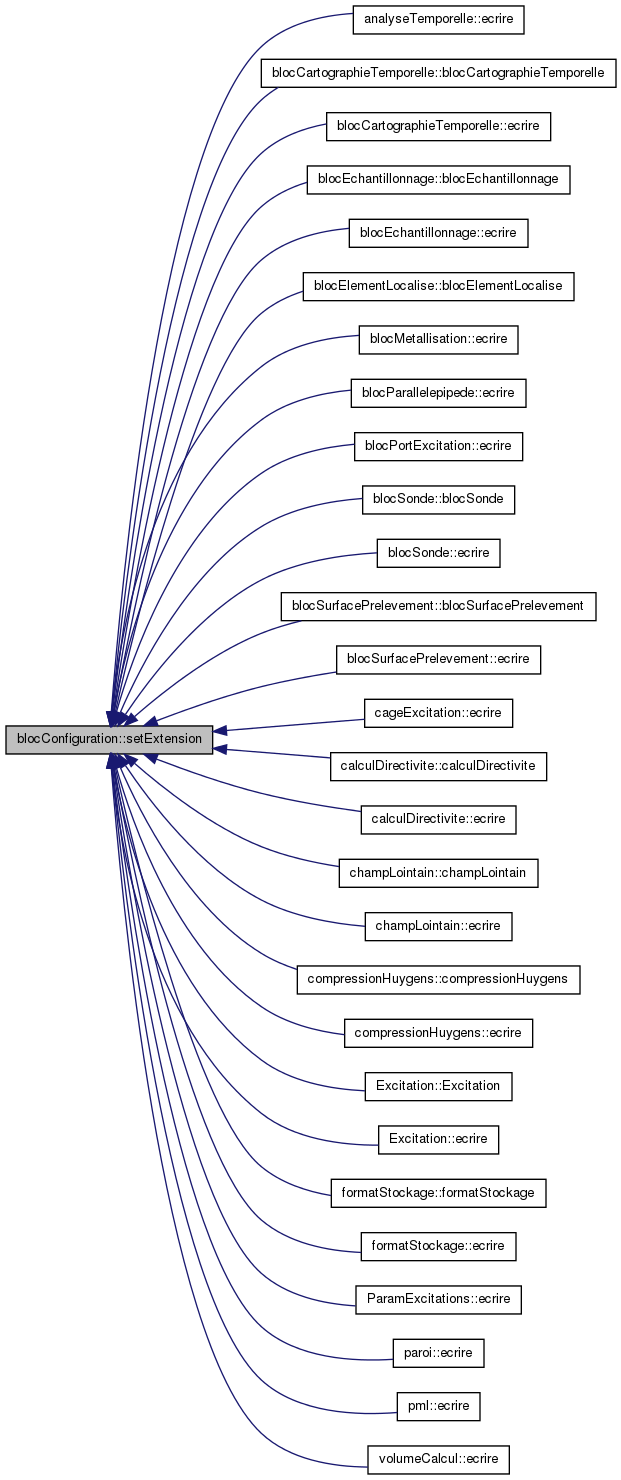 analyseTemporelle::ecrire
blocCartographieTemporelle::blocCartographieTemporelle
blocCartographieTemporelle::ecrire
blocEchantillonnage::blocEchantillonnage
blocEchantillonnage::ecrire
blocElementLocalise::blocElementLocalise
blocMetallisation::ecrire
blocParallelepipede::ecrire
blocPortExcitation::ecrire
blocSonde::blocSonde
blocSonde::ecrire
blocSurfacePrelevement::blocSurfacePrelevement
blocSurfacePrelevement::ecrire
cageExcitation::ecrire
blocConfiguration::setExtension
calculDirectivite::calculDirectivite
calculDirectivite::ecrire
champLointain::champLointain
champLointain::ecrire
compressionHuygens::compressionHuygens
compressionHuygens::ecrire
Excitation::Excitation
Excitation::ecrire
formatStockage::formatStockage
formatStockage::ecrire
ParamExcitations::ecrire
paroi::ecrire
pml::ecrire
volumeCalcul::ecrire